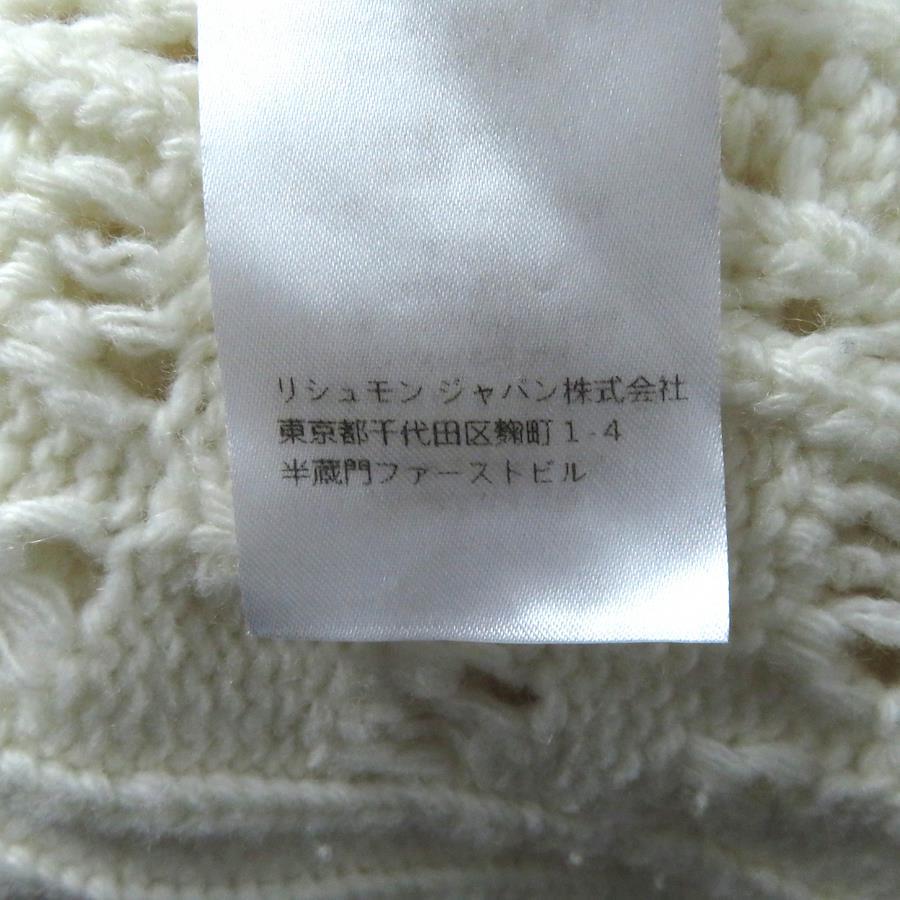 リシュモン ジャパン株式会社
東京都千代田区麹町1-4
半蔵門ファーストビル